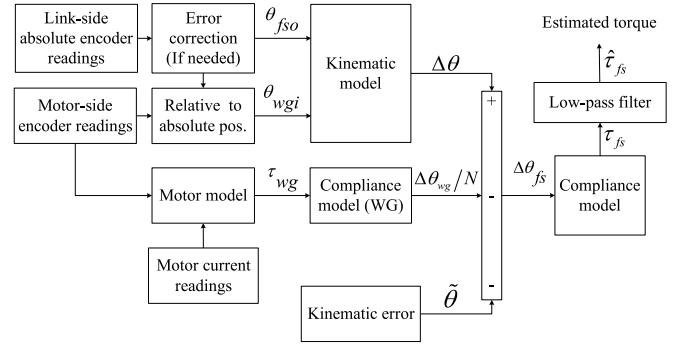 Link-side
absolute encoder
readings
Error
correction
(If needed)
θ_fso
Kinematic
model
Δθ
Estimated torque
τ̂_fs
Low-pass filter
τ_fs
Motor-side
encoder readings
Relative to
absolute pos.
θ_wgi
+
-
-
Motor model
τ_wg
Compliance
model (WG)
Δθ_wg/N
Δθ_fs
Compliance
model
Motor current
readings
Kinematic error
θ̃